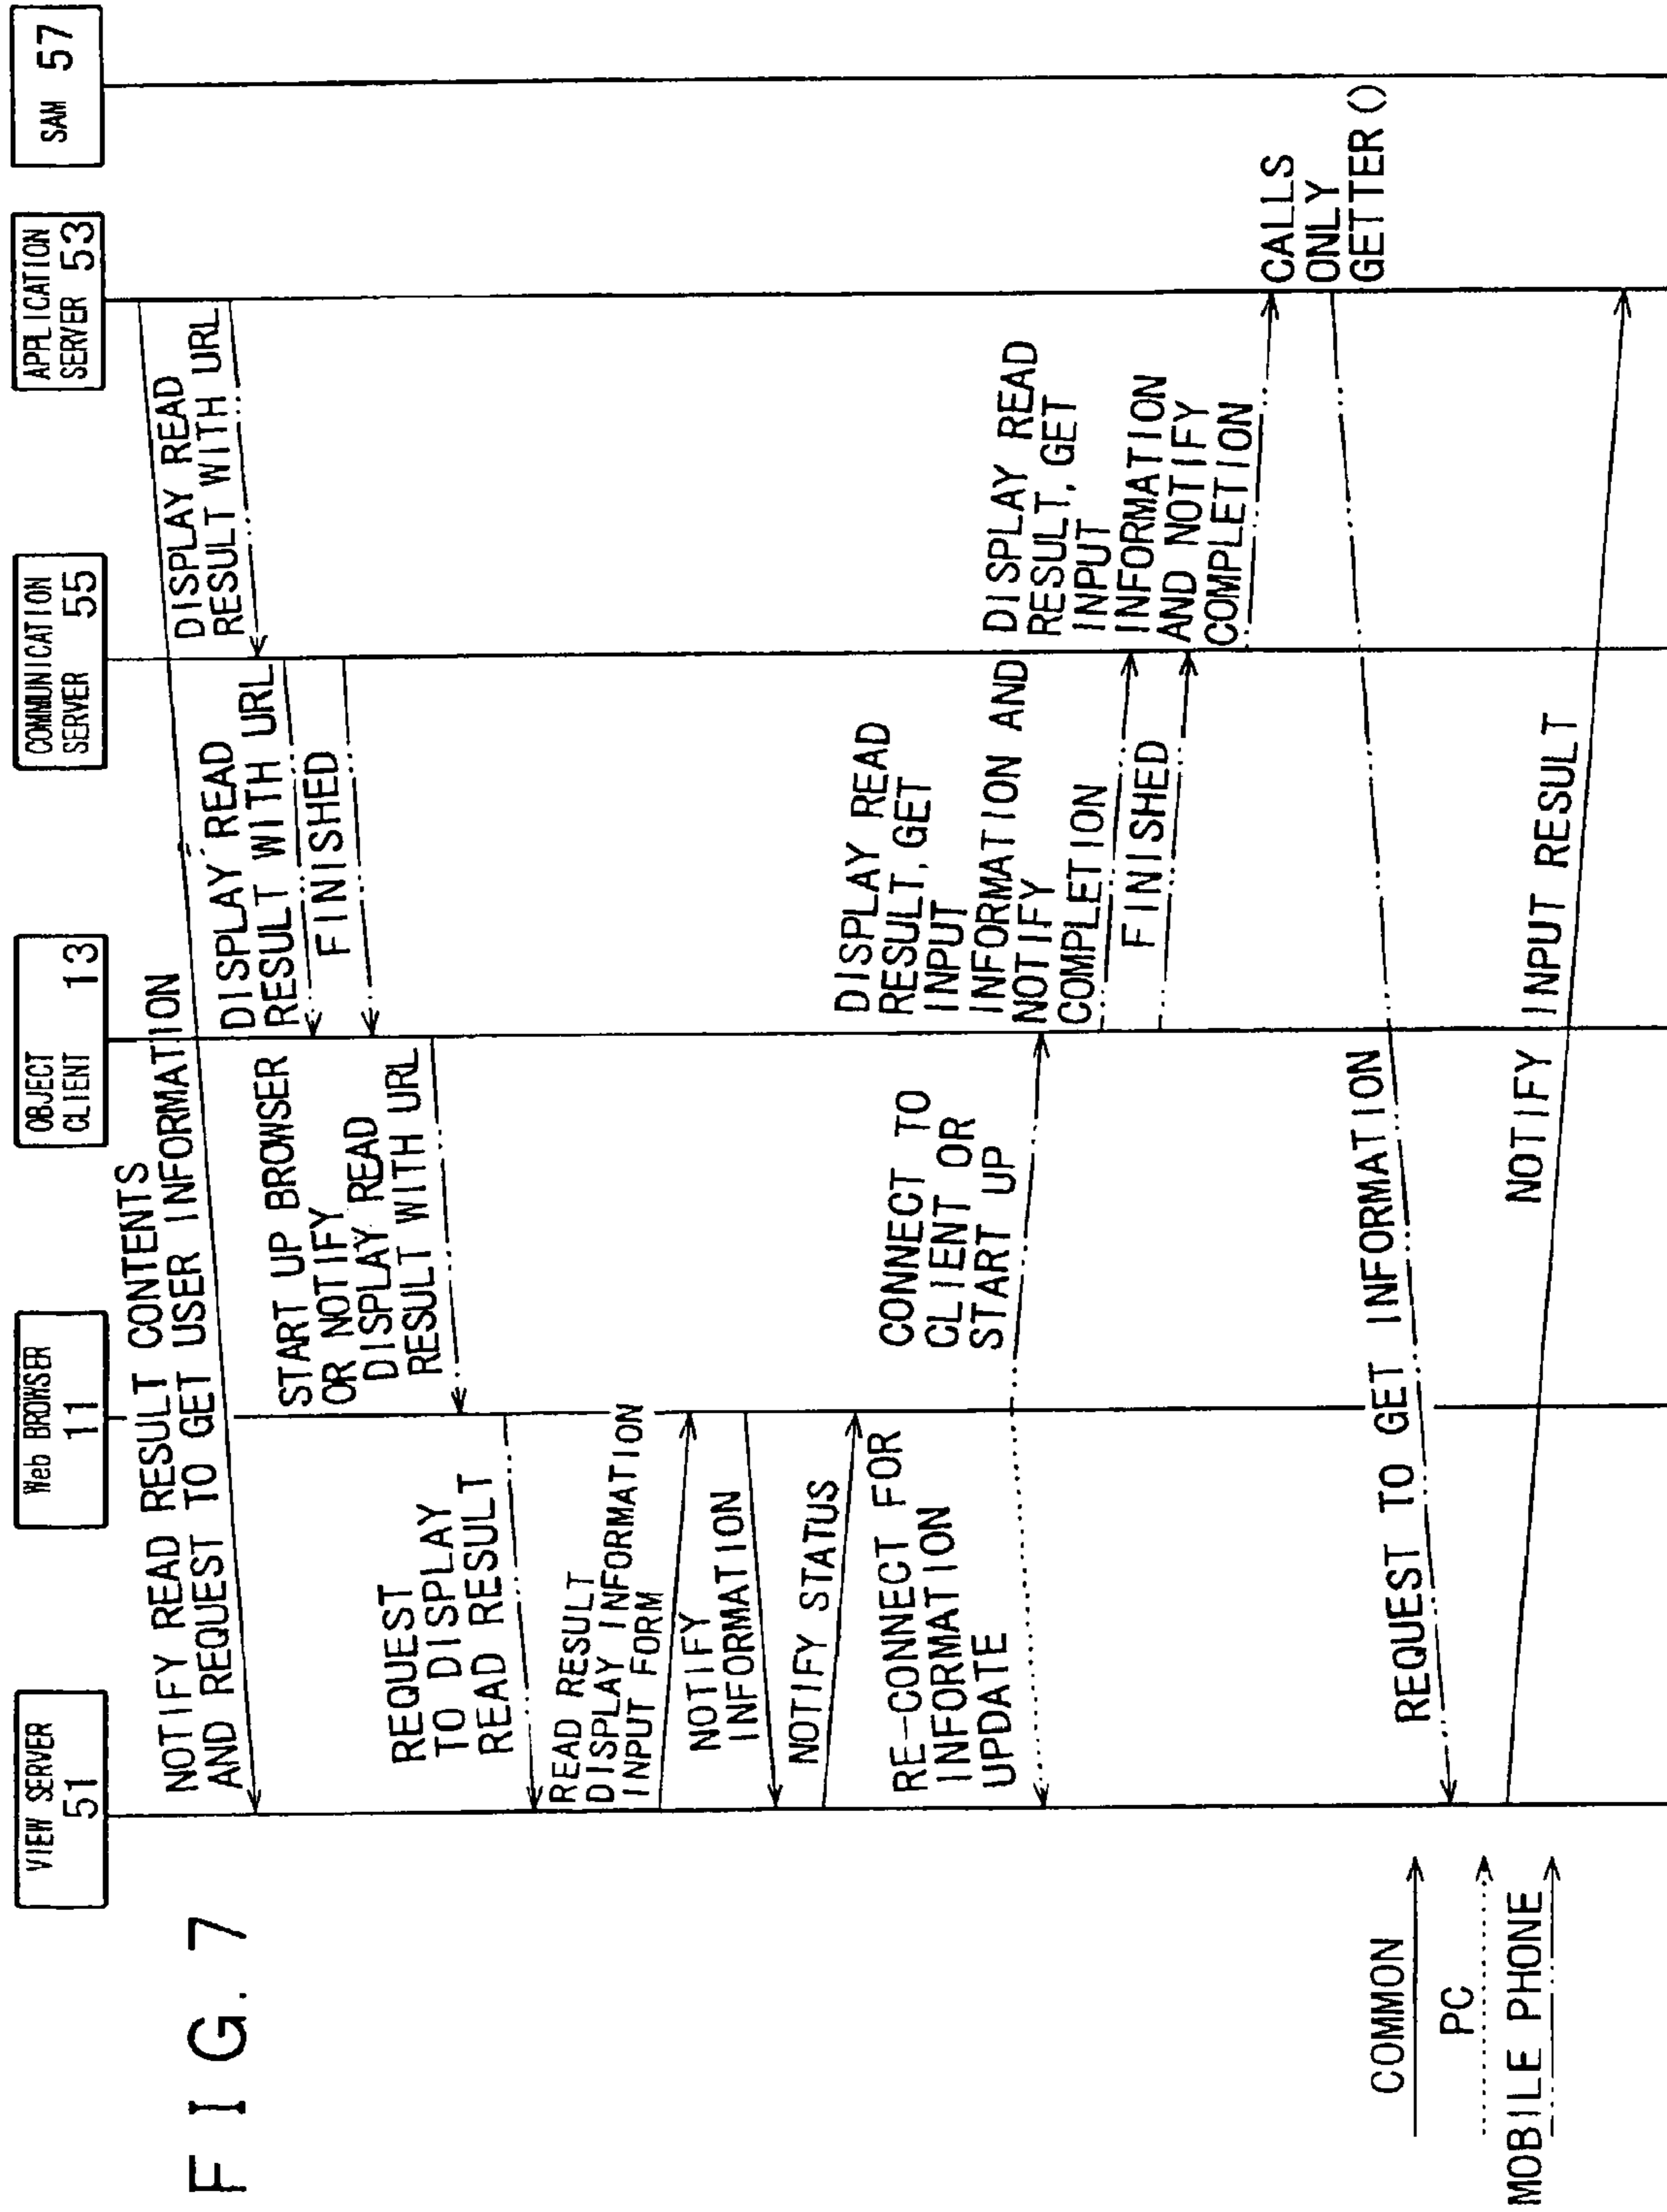 FIG. 7
VIEW SERVER
51
Web BROWSER
11
OBJECT
CLIENT 13
COMMUNICATION
SERVER 55
APPLICATION
SERVER 53
SAM 57
NOTIFY READ RESULT CONTENTS
AND REQUEST TO GET USER INFORMATION
DISPLAY READ
RESULT WITH URL
DISPLAY READ
RESULT WITH URL
FINISHED
START UP BROWSER
OR NOTIFY
DISPLAY READ
RESULT WITH URL
REQUEST
TO DISPLAY
READ RESULT
READ RESULT
DISPLAY INFORMATION
INPUT FORM
NOTIFY
INFORMATION
NOTIFY STATUS
RE-CONNECT FOR
INFORMATION
UPDATE
CONNECT TO
CLIENT OR
START UP
DISPLAY READ
RESULT, GET
INPUT
INFORMATION AND
NOTIFY
COMPLETION
FINISHED
DISPLAY READ
RESULT, GET
INPUT
INFORMATION
AND NOTIFY
COMPLETION
CALLS
ONLY
GETTER ()
REQUEST TO GET INFORMATION
NOTIFY INPUT RESULT
COMMON
PC
MOBILE PHONE